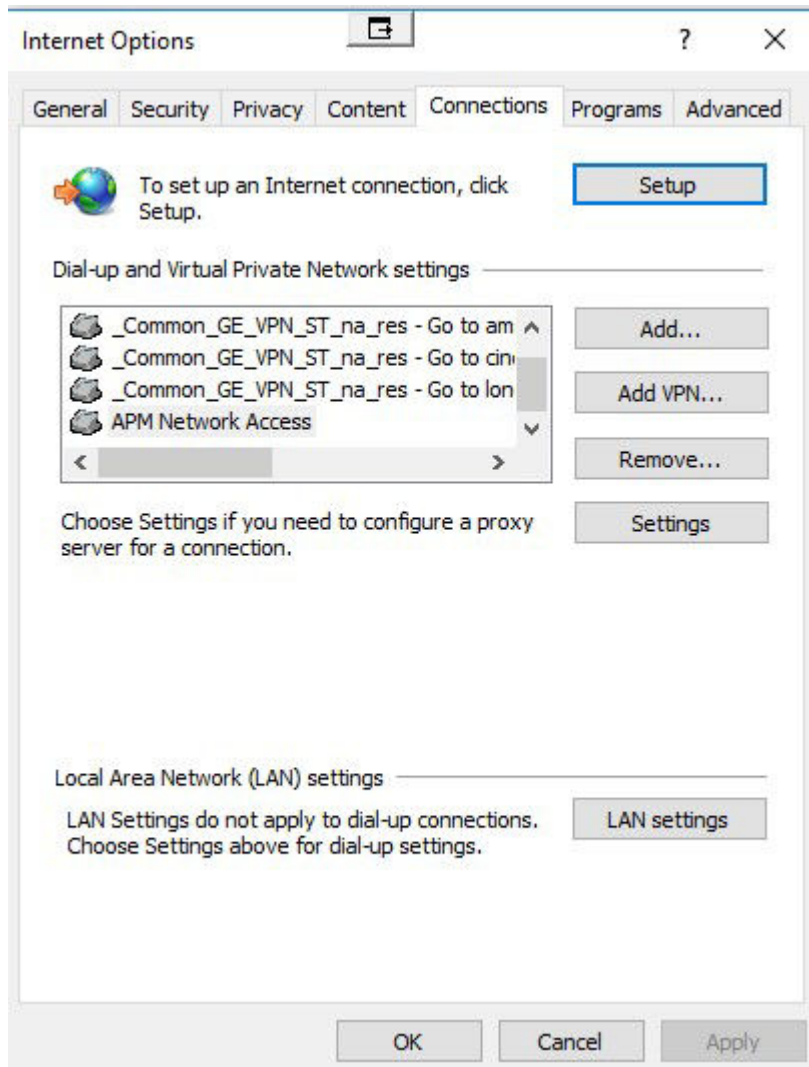 Internet Options
?
General Security Privacy Content Connections Programs Advanced
To set up an Internet connection, click
Setup.
Setup
Dial-up and Virtual Private Network settings
_Common_GE_VPN_ST_na_res - Go to am
_Common_GE_VPN_ST_na_res - Go to cin
_Common_GE_VPN_ST_na_res - Go to lon
APM Network Access
Add...
Add VPN...
Remove...
Choose Settings if you need to configure a proxy
server for a connection.
Settings
Local Area Network (LAN) settings
LAN Settings do not apply to dial-up connections.
Choose Settings above for dial-up settings.
LAN settings
OK Cancel Apply